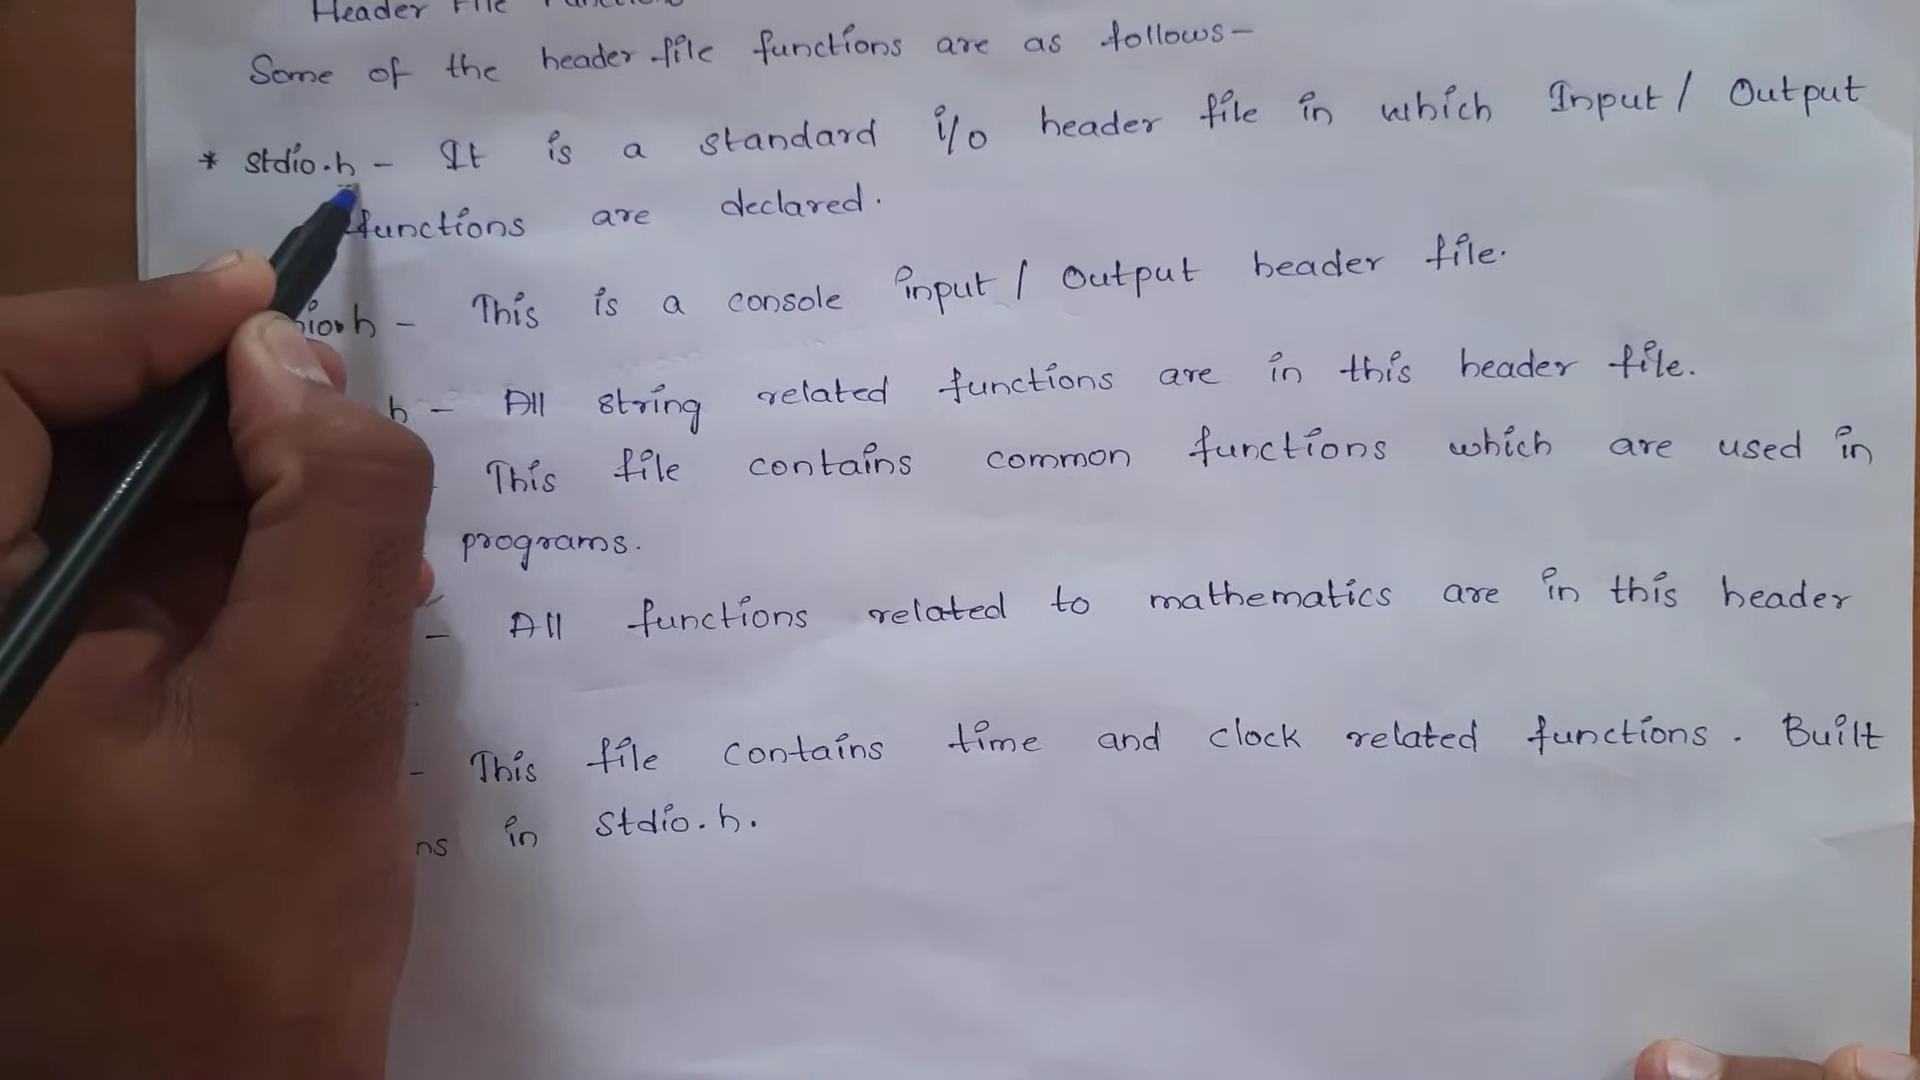 Header File
Some of the header file functions are as follows-
* stdio.h - It is a standard i/o header file in which Input / Output
functions are declared.
nio.h - This is a console input / Output header file.
h - All string related functions are in this header file.
This file contains common functions which are used in
programs.
- All functions related to mathematics are in this header
- This file contains time and clock related functions. Built
ns in stdio.h.